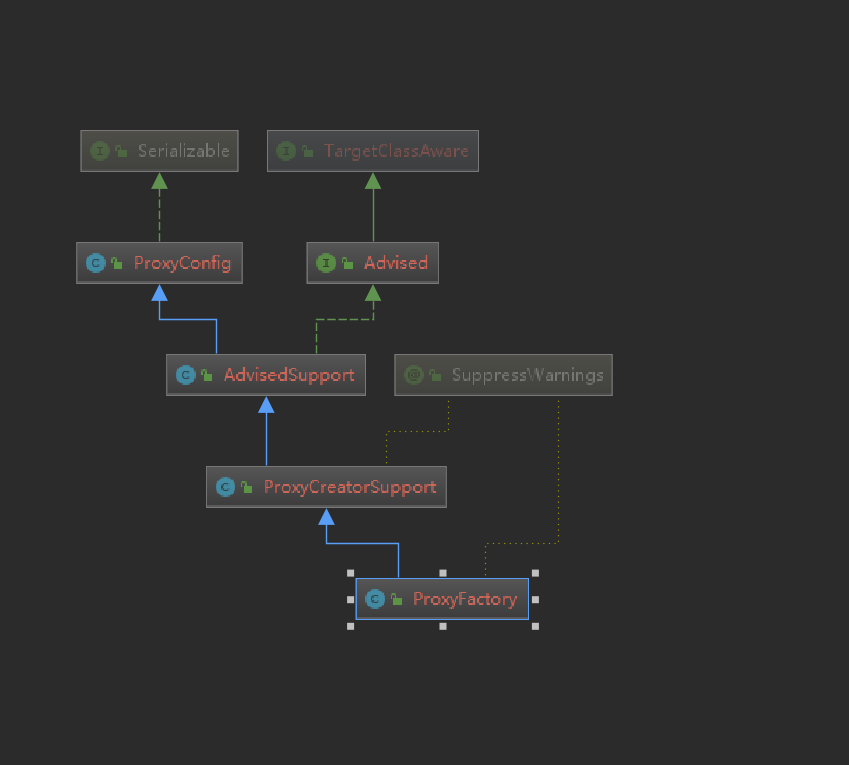 Serializable
TargetClassAware
ProxyConfig
Advised
AdvisedSupport
SuppressWarnings
ProxyCreatorSupport
ProxyFactory